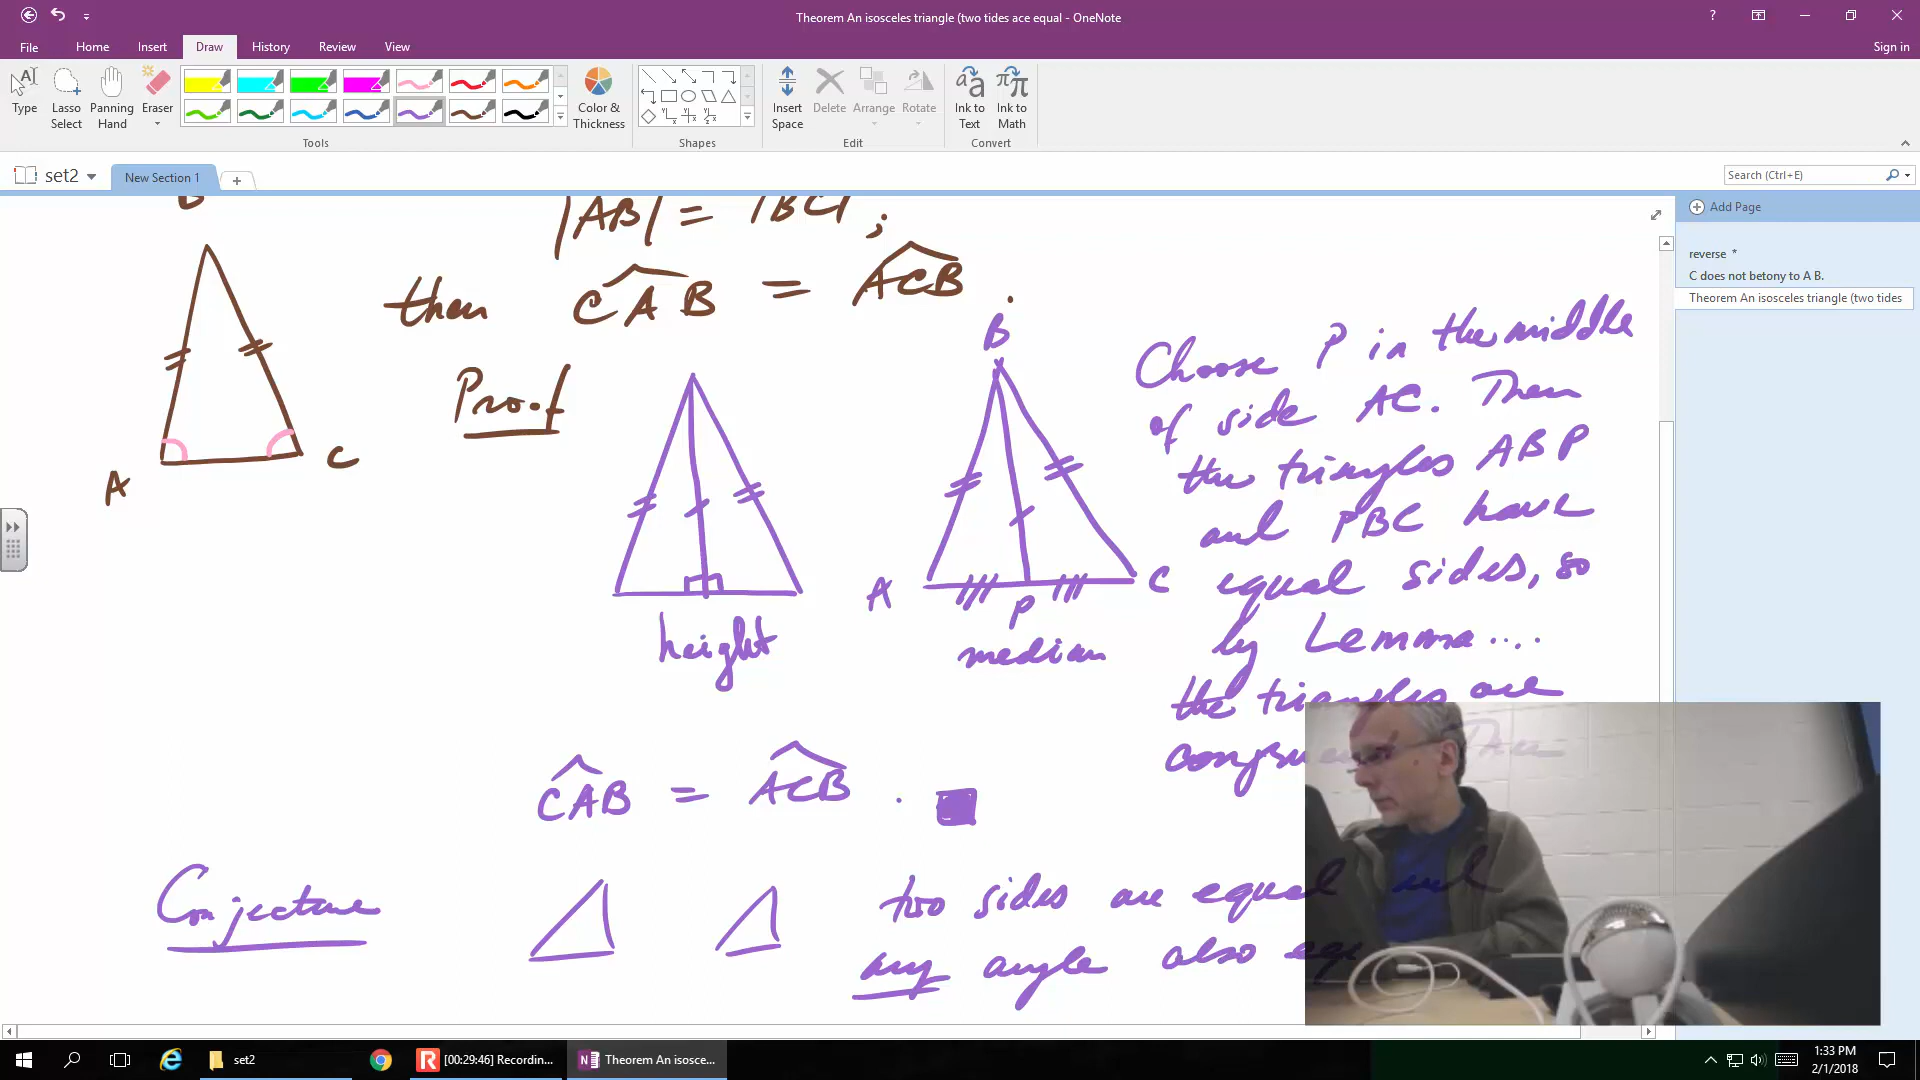 Theorem An isosceles triangle (two tides ace equal - OneNote
File Home Insert Draw History Review View Sign in
Type Lasso Select Panning Hand Eraser Color & Thickness Insert Space Delete Arrange Rotate Ink to Text Ink to Math
Tools Shapes Edit Convert
set2 New Section 1 Search (Ctrl+E)
Add Page
reverse *
C does not betony to A B.
Theorem An isosceles triangle (two tides
|AB| = |BC| ;
then CAB = ACB .
A C
Proof
height
B
A P C
median
Choose P in the middle
of side AC. Then
the triangles ABP
and PBC have
equal sides, so
by Lemma....
the triangles are
CAB = ACB .
Conjecture
two sides are equal and
any angle also
set2 [00:29:46] Recordin... Theorem An isosce...
1:33 PM
2/1/2018